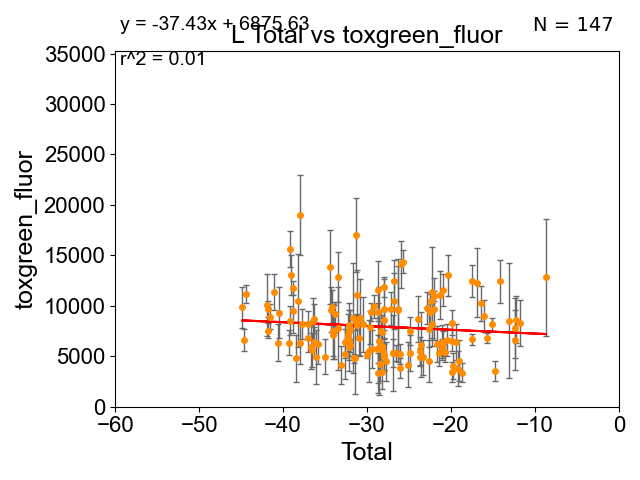 y = -37.43x + 6875.63
N = 147
L Total vs toxgreen_fluor
r^2 = 0.01
35000
30000
25000
20000
15000
10000
5000
0
toxgreen_fluor
−60
−50
−40
−30
−20
−10
0
Total